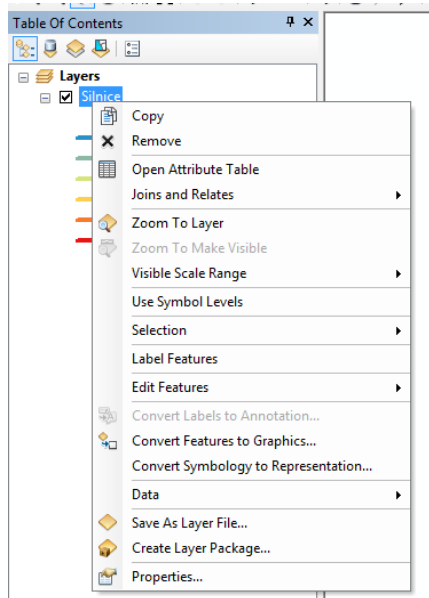 Table Of Contents
Layers
Silnice
Copy
Remove
Open Attribute Table
Joins and Relates
Zoom To Layer
Zoom To Make Visible
Visible Scale Range
Use Symbol Levels
Selection
Label Features
Edit Features
Convert Labels to Annotation...
Convert Features to Graphics...
Convert Symbology to Representation...
Data
Save As Layer File...
Create Layer Package...
Properties...